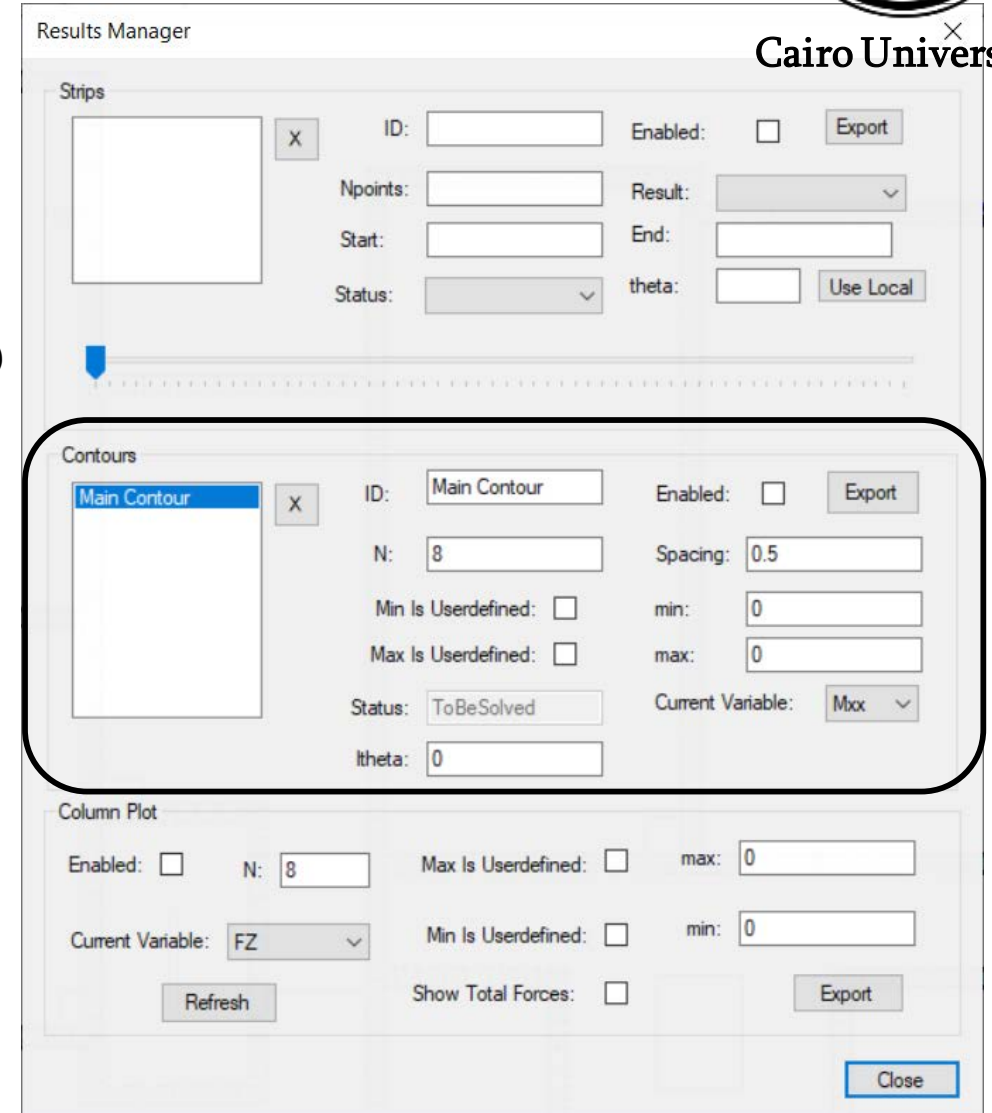 Results Manager
Cairo Univers
Strips
X
ID:
Enabled:
Export
Npoints:
Result:
Start:
End:
Status:
theta:
Use Local
)
Contours
Main Contour
X
ID:
Main Contour
Enabled:
Export
N:
8
Spacing:
0.5
Min Is Userdefined:
min:
0
Max Is Userdefined:
max:
0
Status:
ToBeSolved
Current Variable:
Mxx
Itheta:
0
Column Plot
Enabled:
N:
8
Max Is Userdefined:
max:
0
Current Variable:
FZ
Min Is Userdefined:
min:
0
Refresh
Show Total Forces:
Export
Close